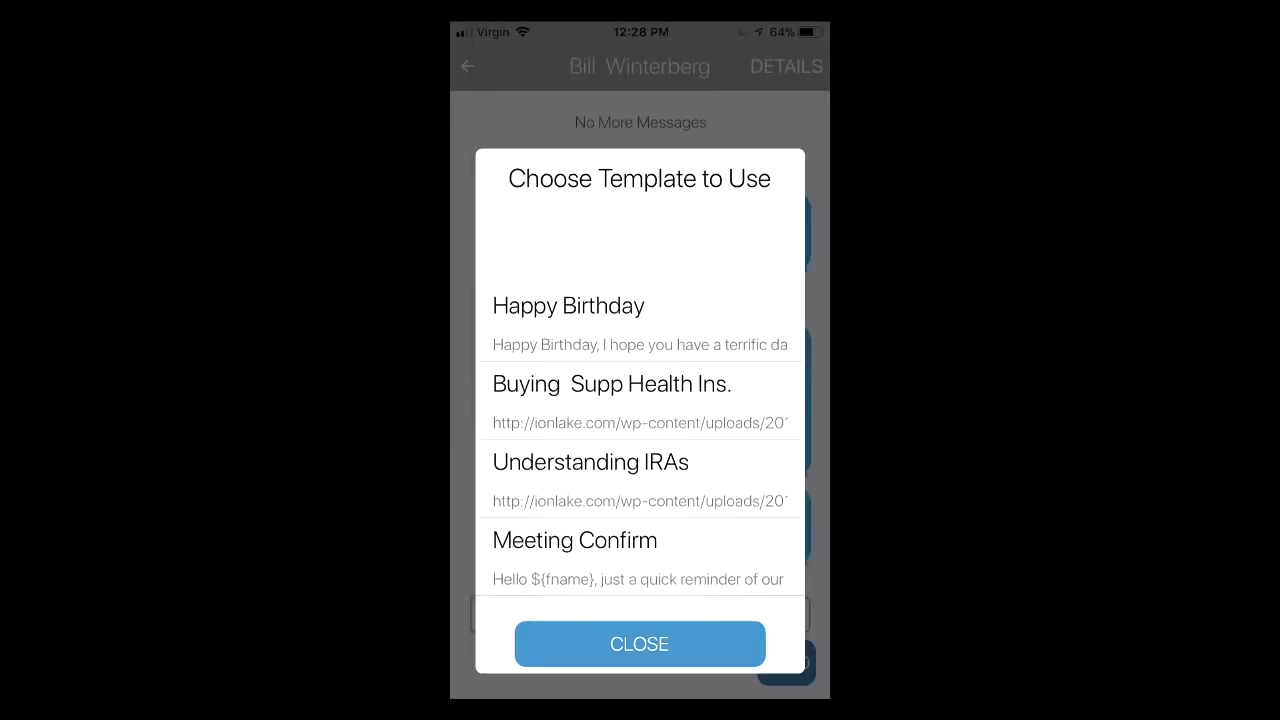 Virgin 12:28 PM 64%
Bill Winterberg DETAILS
No More Messages
Choose Template to Use
Happy Birthday
Happy Birthday, I hope you have a terrific da
Buying Supp Health Ins.
http://ionlake.com/wp-content/uploads/20
Understanding IRAs
http://ionlake.com/wp-content/uploads/20
Meeting Confirm
Hello ${fname}, just a quick reminder of our
CLOSE